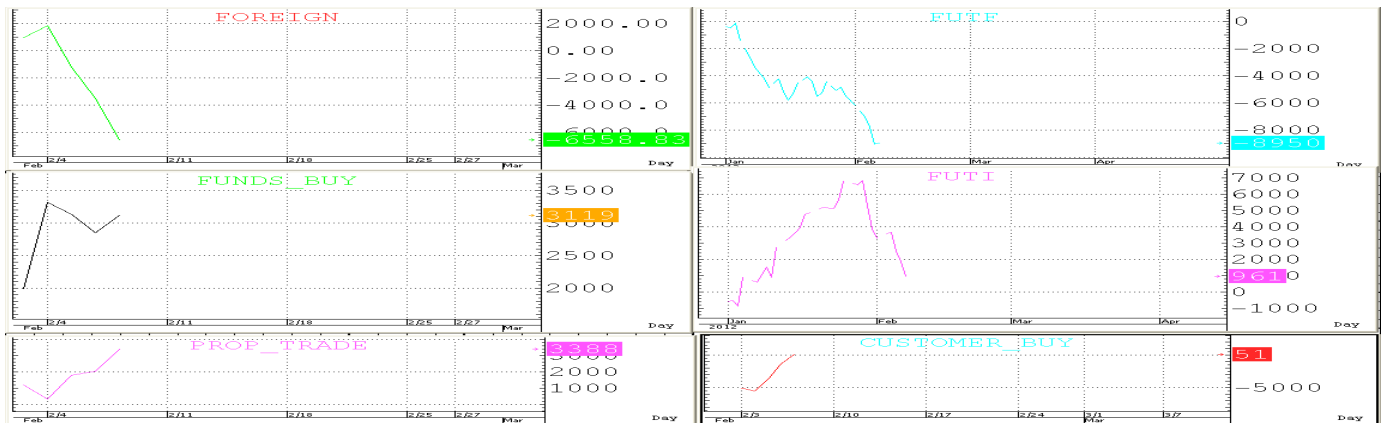 FOREIGN
2000.00
0.00
-2000.0
-4000.0
-6558.83
Feb 2/4 2/11 2/18 2/25 2/27 Mar Day
FUTF
0
-2000
-4000
-6000
-8000
-8950
Jan Feb Mar Apr Day
FUNDS_BUY
3500
3119
3000
2500
2000
Feb 2/4 2/11 2/18 2/25 2/27 Mar Day
FUTI
7000
6000
5000
4000
3000
2000
961
0
-1000
2012 Jan Feb Mar Apr Day
PROP_TRADE
3388
3000
2000
1000
Feb 2/4 2/11 2/18 2/25 2/27 Mar Day
CUSTOMER_BUY
51
-5000
Feb 2/10 2/17 2/24 3/1 Mar 3/7 Day